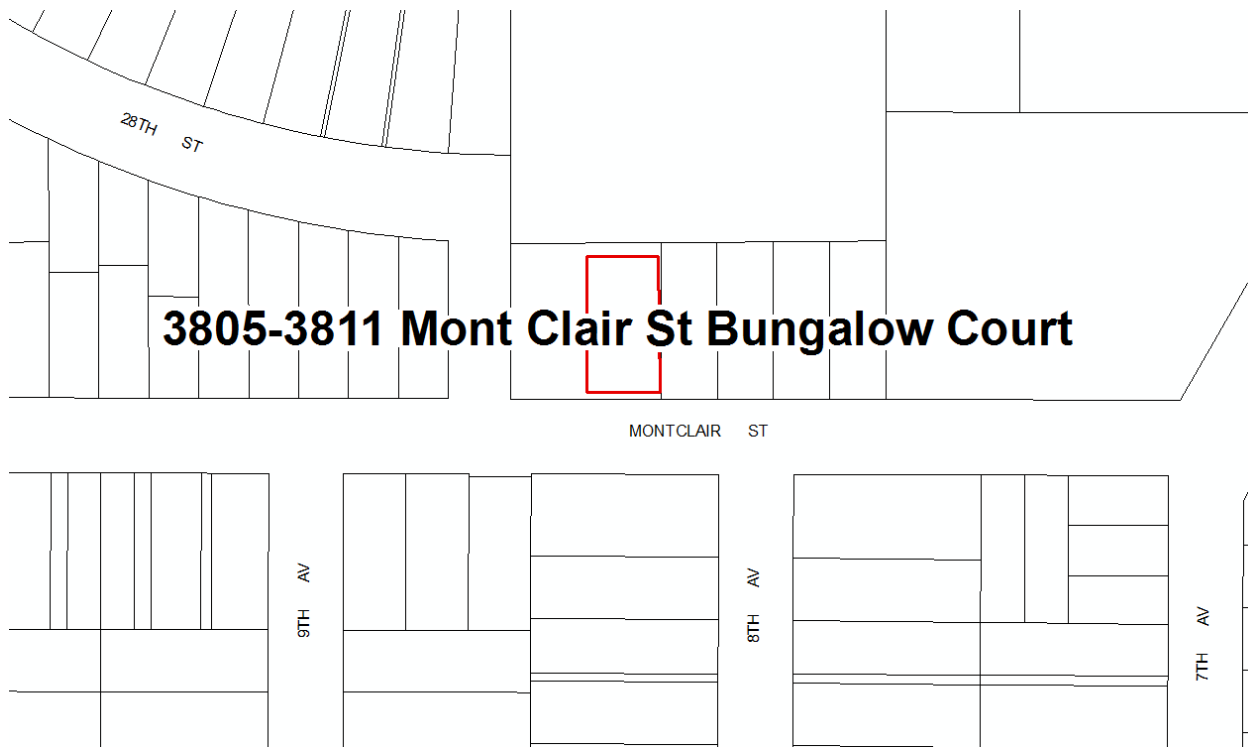 28TH ST
3805-3811 Mont Clair St Bungalow Court
MONTCLAIR ST
9TH AV
8TH AV
7TH AV